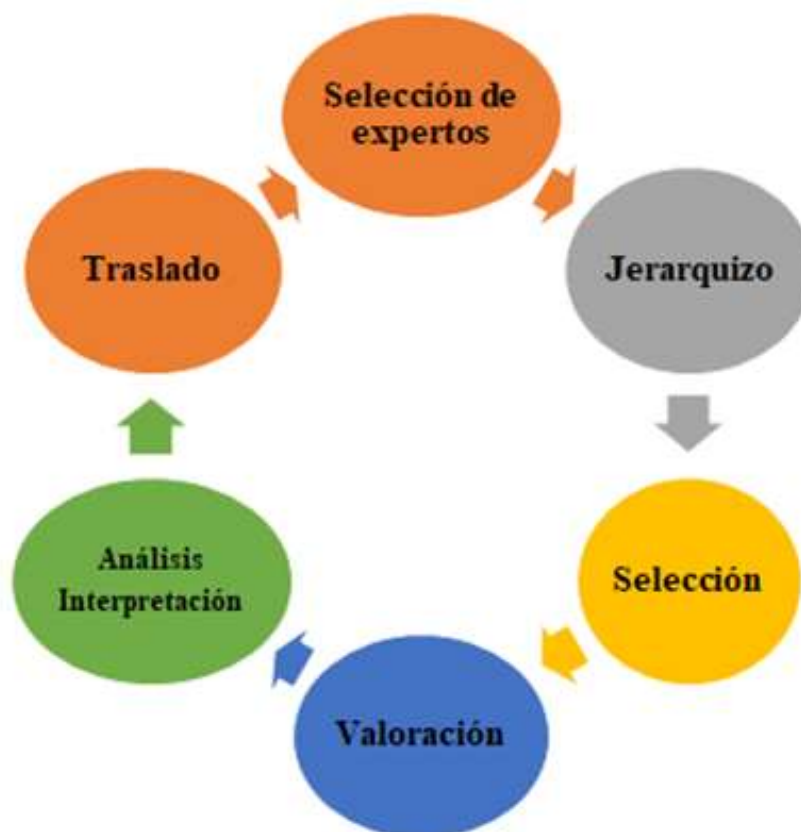 Selección de
expertos
Jerarquizo
Selección
Valoración
Análisis
Interpretación
Traslado